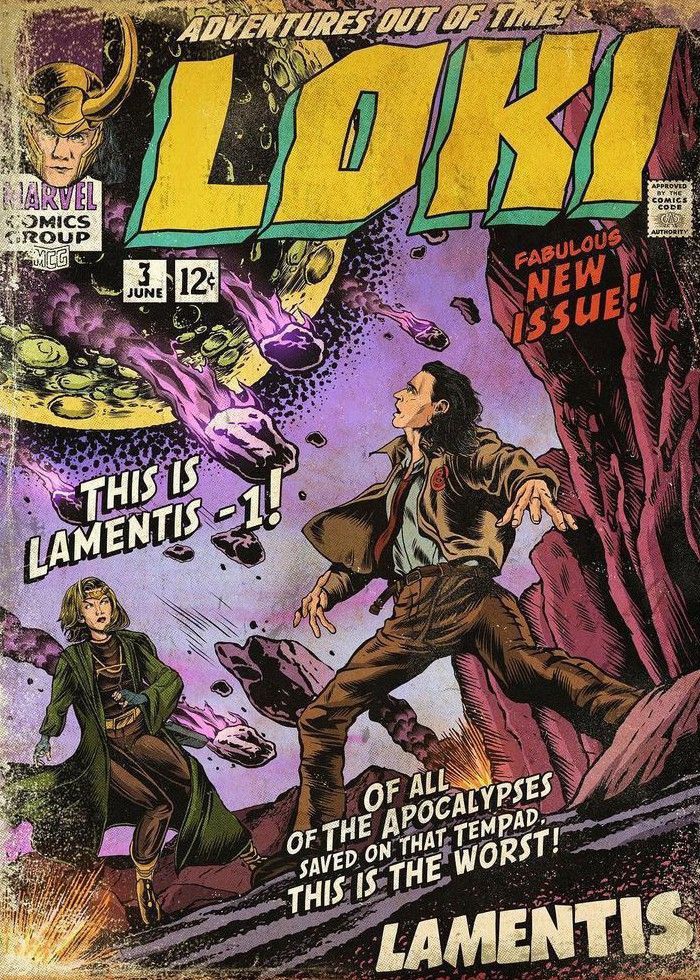 ADVENTURES OUT OF TIME!
LOKI
MARVEL
COMICS
GROUP
MCG
APPROVED
BY THE
COMICS
CODE
AUTHORITY
3
JUNE
12¢
FABULOUS
NEW
ISSUE!
THIS IS
LAMENTIS -1!
OF ALL
OF THE APOCALYPSES
SAVED ON THAT TEMPAD,
THIS IS THE WORST!
LAMENTIS